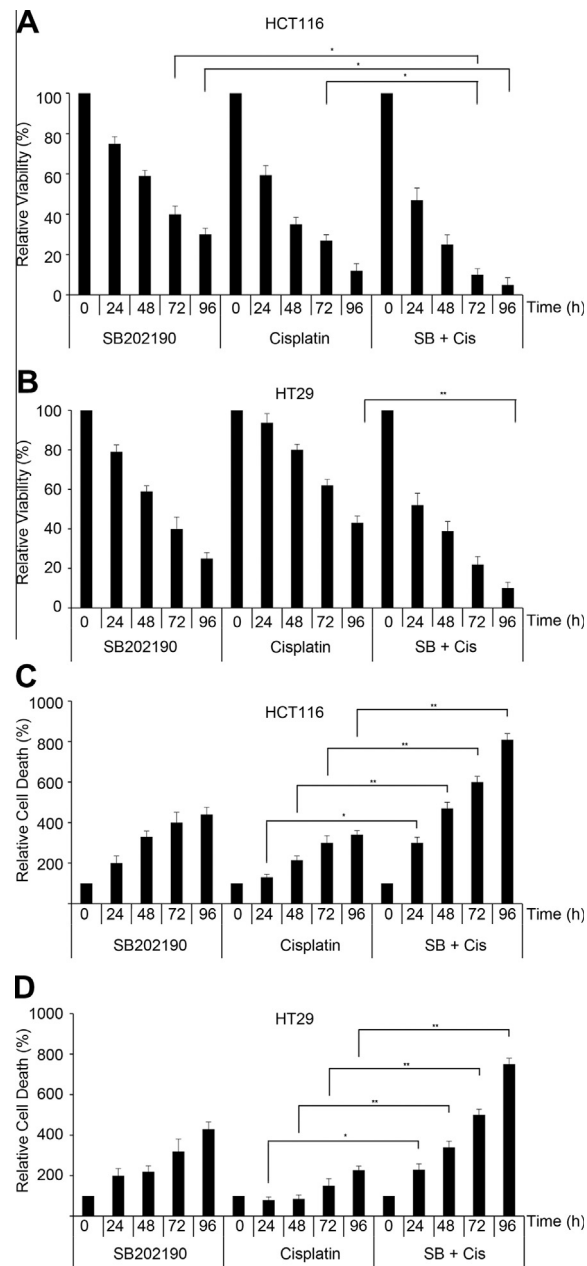 A
HCT116
*
*
*
Relative Viability (%)
100
80
60
40
20
0
0 24 48 72 96 0 24 48 72 96 0 24 48 72 96 Time (h)
SB202190 Cisplatin SB + Cis
B
HT29
**
Relative Viability (%)
100
80
60
40
20
0
0 24 48 72 96 0 24 48 72 96 0 24 48 72 96 Time (h)
SB202190 Cisplatin SB + Cis
C
HCT116
**
**
**
*
Relative Cell Death (%)
1000
800
600
400
200
0 24 48 72 96 0 24 48 72 96 0 24 48 72 96 Time (h)
SB202190 Cisplatin SB + Cis
D
HT29
**
**
**
*
Relative Cell Death (%)
1000
800
600
400
200
0 24 48 72 96 0 24 48 72 96 0 24 48 72 96 Time (h)
SB202190 Cisplatin SB + Cis